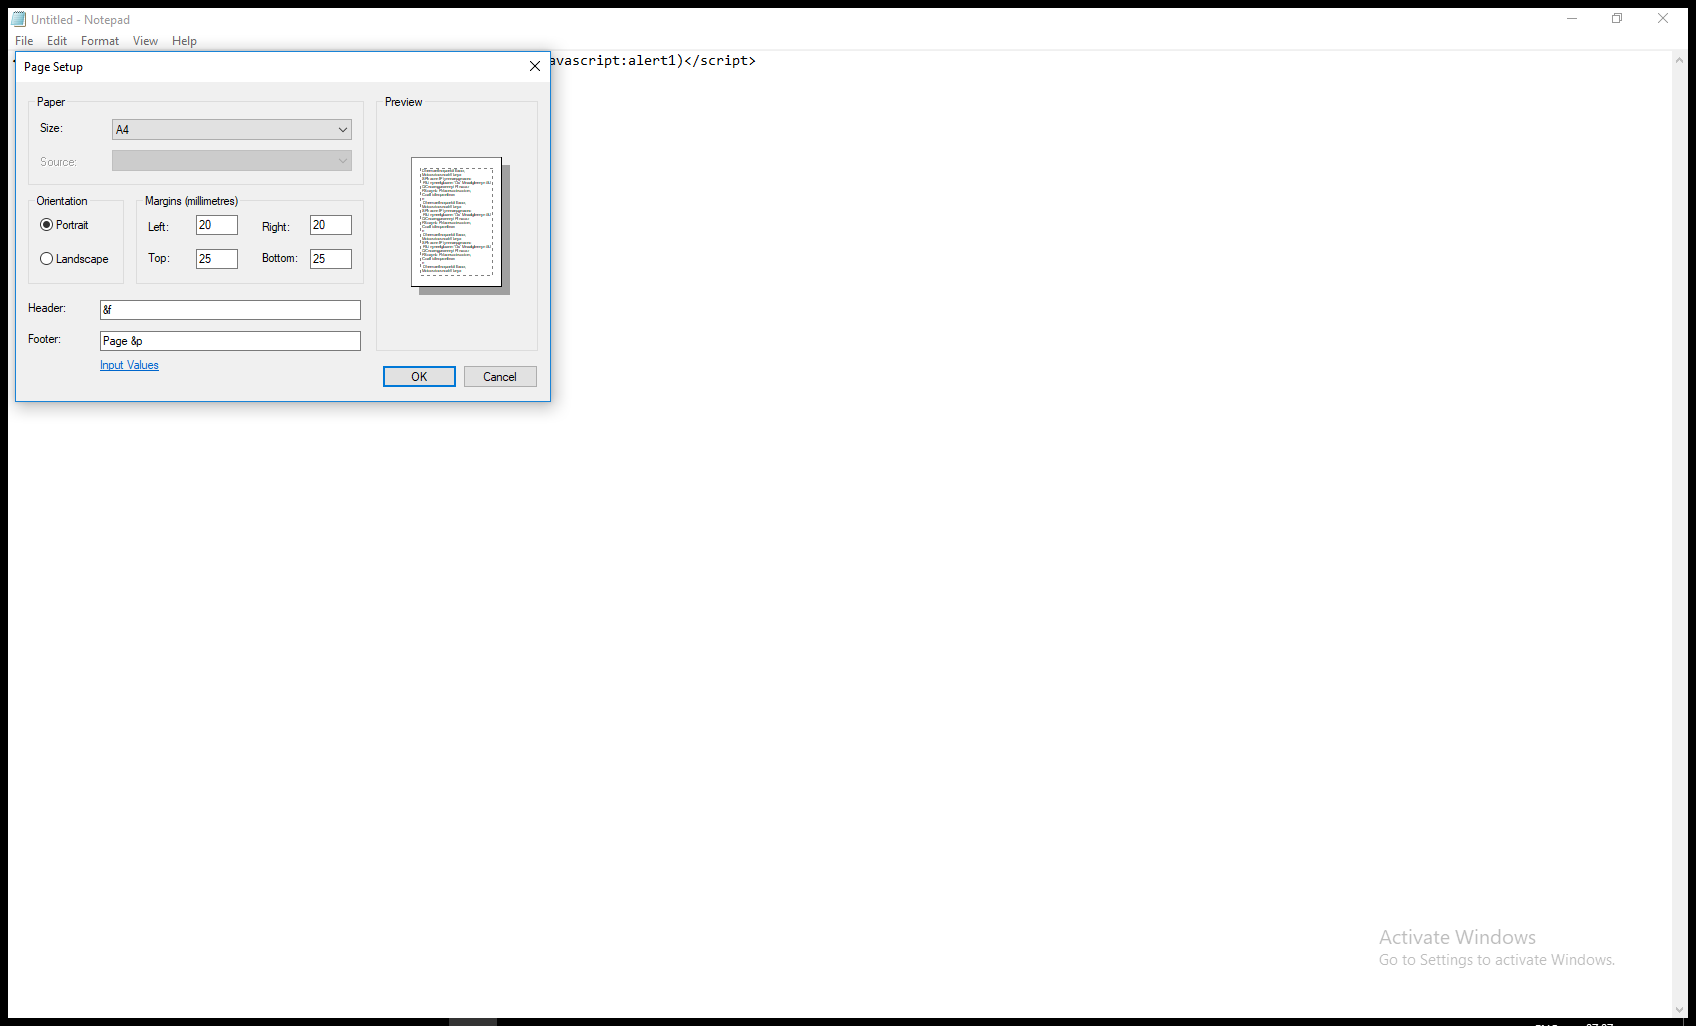 Untitled - Notepad
File Edit Format View Help
avascript:alert1)</script>
Page Setup
Paper
Size: A4
Source:
Orientation
Portrait
Landscape
Margins (millimetres)
Left: 20 Right: 20
Top: 25 Bottom: 25
Header: &f
Footer: Page &p
Input Values
Preview
OK Cancel
Activate Windows
Go to Settings to activate Windows.